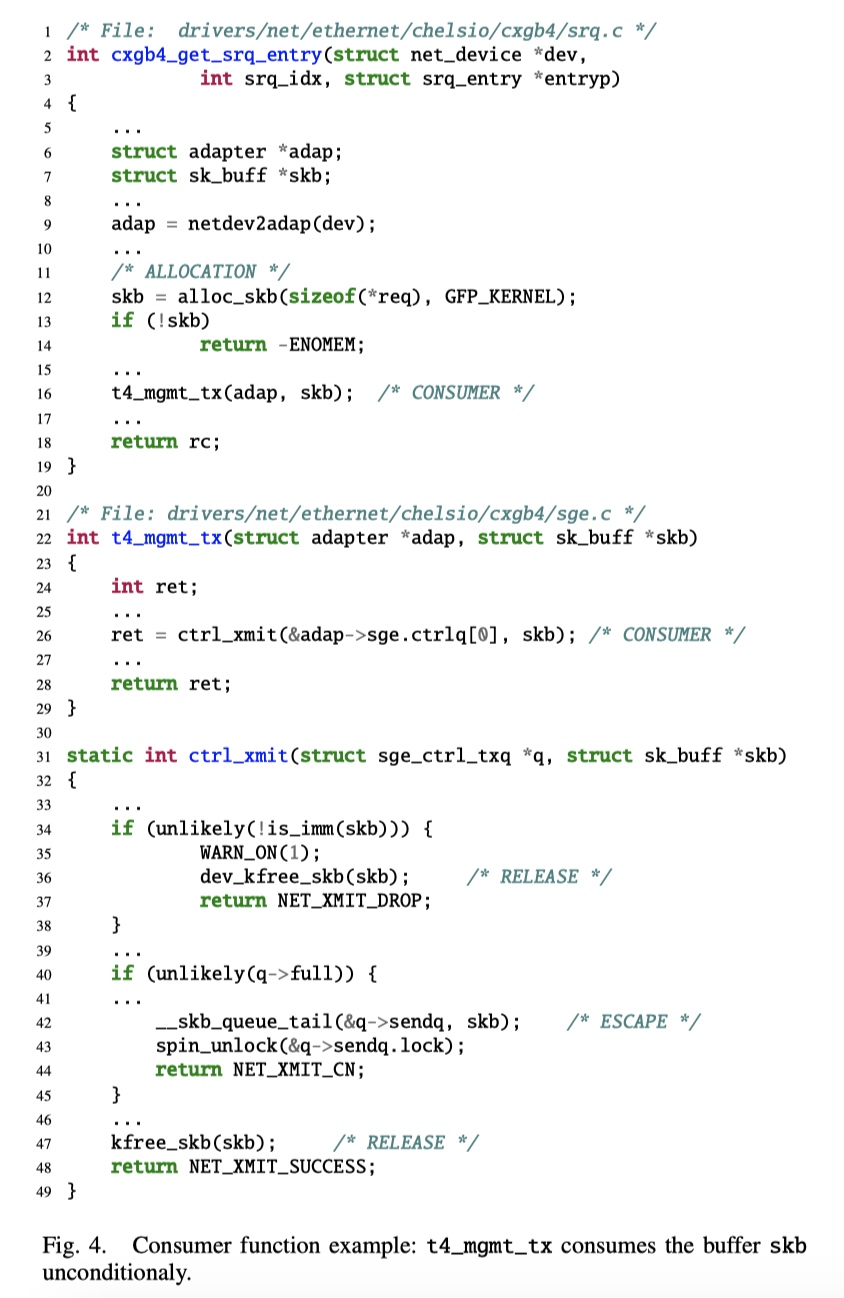 1 /* File:  drivers/net/ethernet/chelsio/cxgb4/srq.c */
2 int cxgb4_get_srq_entry(struct net_device *dev,
3             int srq_idx, struct srq_entry *entryp)
4 {
5     ...
6     struct adapter *adap;
7     struct sk_buff *skb;
8     ...
9     adap = netdev2adap(dev);
10     ...
11     /* ALLOCATION */
12     skb = alloc_skb(sizeof(*req), GFP_KERNEL);
13     if (!skb)
14             return -ENOMEM;
15     ...
16     t4_mgmt_tx(adap, skb);  /* CONSUMER */
17     ...
18     return rc;
19 }
20
21 /* File: drivers/net/ethernet/chelsio/cxgb4/sge.c */
22 int t4_mgmt_tx(struct adapter *adap, struct sk_buff *skb)
23 {
24     int ret;
25     ...
26     ret = ctrl_xmit(&adap->sge.ctrlq[0], skb); /* CONSUMER */
27     ...
28     return ret;
29 }
30
31 static int ctrl_xmit(struct sge_ctrl_txq *q, struct sk_buff *skb)
32 {
33     ...
34     if (unlikely(!is_imm(skb))) {
35             WARN_ON(1);
36             dev_kfree_skb(skb);     /* RELEASE */
37             return NET_XMIT_DROP;
38     }
39     ...
40     if (unlikely(q->full)) {
41     ...
42         __skb_queue_tail(&q->sendq, skb);    /* ESCAPE */
43         spin_unlock(&q->sendq.lock);
44         return NET_XMIT_CN;
45     }
46     ...
47     kfree_skb(skb);     /* RELEASE */
48     return NET_XMIT_SUCCESS;
49 }
Fig. 4. Consumer function example: t4_mgmt_tx consumes the buffer skb
unconditionaly.